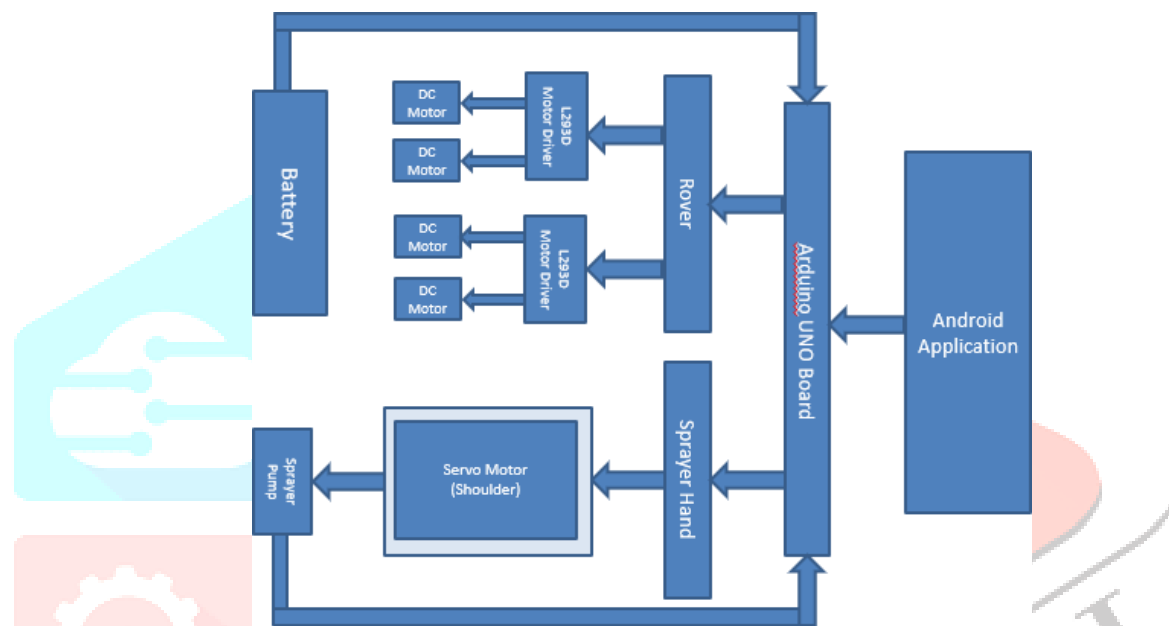 Battery
DC
Motor
DC
Motor
L293D
Motor Driver
DC
Motor
DC
Motor
L293D
Motor Driver
Rover
Arduino UNO Board
Android
Application
Sprayer
Pump
Servo Motor
(Shoulder)
Sprayer Hand